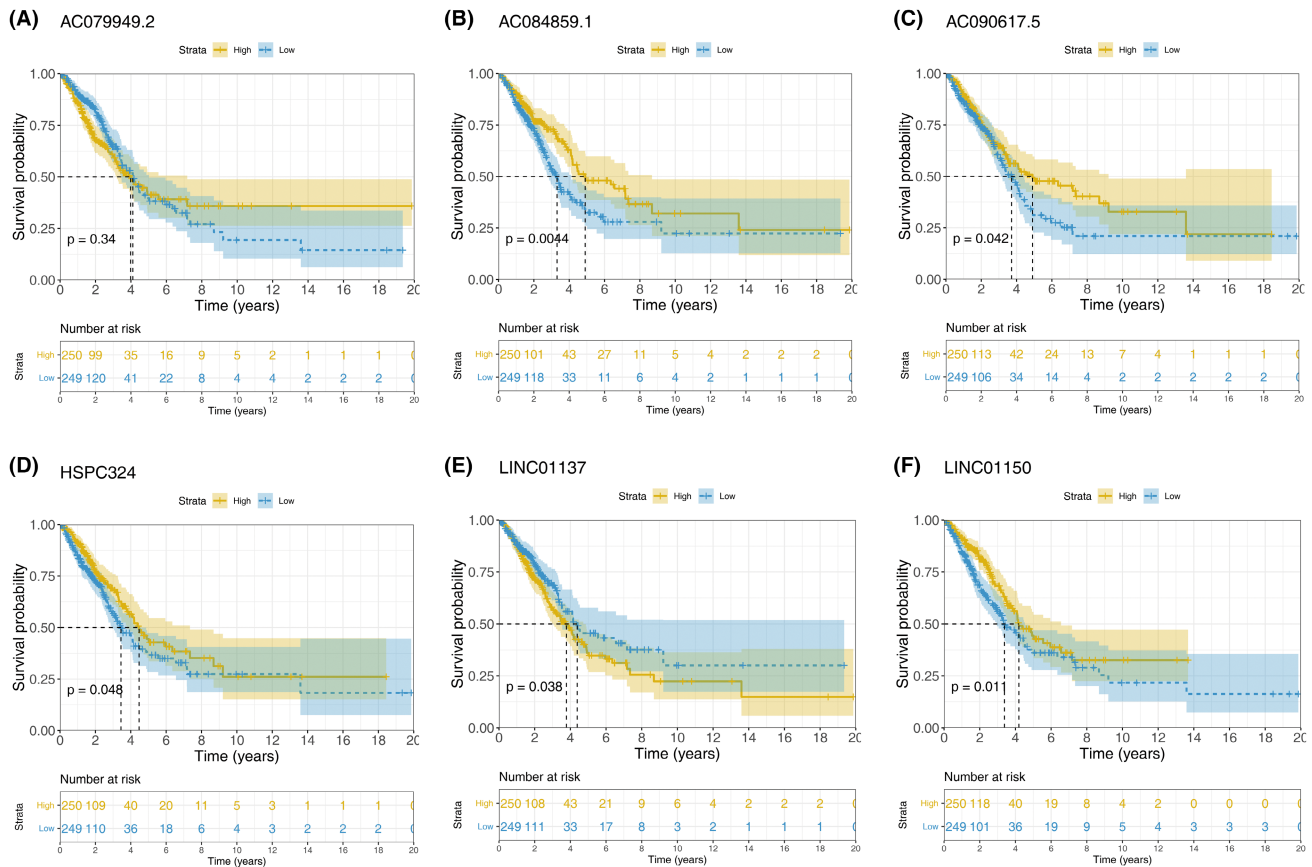 (A) AC079949.2
Strata High Low
1.00
0.75
0.50
0.25
0.00
Survival probability
p = 0.34
0 2 4 6 8 10 12 14 16 18 20
Time (years)
Number at risk
Strata
High 250 99 35 16 9 5 2 1 1 1 0
Low 249 120 41 22 8 4 4 2 2 2 0
0 2 4 6 8 10 12 14 16 18 20
Time (years)
(B) AC084859.1
Strata High Low
1.00
0.75
0.50
0.25
0.00
Survival probability
p = 0.0044
0 2 4 6 8 10 12 14 16 18 20
Time (years)
Number at risk
Strata
High 250 101 43 27 11 5 4 2 2 2 0
Low 249 118 33 11 6 4 2 1 1 1 0
0 2 4 6 8 10 12 14 16 18 20
Time (years)
(C) AC090617.5
Strata High Low
1.00
0.75
0.50
0.25
0.00
Survival probability
p = 0.042
0 2 4 6 8 10 12 14 16 18 20
Time (years)
Number at risk
Strata
High 250 113 42 24 13 7 4 1 1 1 0
Low 249 106 34 14 4 2 2 2 2 2 0
0 2 4 6 8 10 12 14 16 18 20
Time (years)
(D) HSPC324
Strata High Low
1.00
0.75
0.50
0.25
0.00
Survival probability
p = 0.048
0 2 4 6 8 10 12 14 16 18 20
Time (years)
Number at risk
Strata
High 250 109 40 20 11 5 3 1 1 1 0
Low 249 110 36 18 6 4 3 2 2 2 0
0 2 4 6 8 10 12 14 16 18 20
Time (years)
(E) LINC01137
Strata High Low
1.00
0.75
0.50
0.25
0.00
Survival probability
p = 0.038
0 2 4 6 8 10 12 14 16 18 20
Time (years)
Number at risk
Strata
High 250 108 43 21 9 6 4 2 2 2 0
Low 249 111 33 17 8 3 2 1 1 1 0
0 2 4 6 8 10 12 14 16 18 20
Time (years)
(F) LINC01150
Strata High Low
1.00
0.75
0.50
0.25
0.00
Survival probability
p = 0.011
0 2 4 6 8 10 12 14 16 18 20
Time (years)
Number at risk
Strata
High 250 118 40 19 8 4 2 0 0 0 0
Low 249 101 36 19 9 5 4 3 3 3 0
0 2 4 6 8 10 12 14 16 18 20
Time (years)